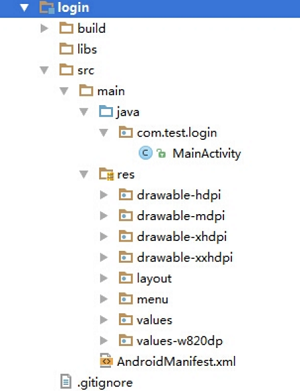 login
build
libs
src
main
java
com.test.login
MainActivity
res
drawable-hdpi
drawable-mdpi
drawable-xhdpi
drawable-xxhdpi
layout
menu
values
values-w820dp
AndroidManifest.xml
.gitignore